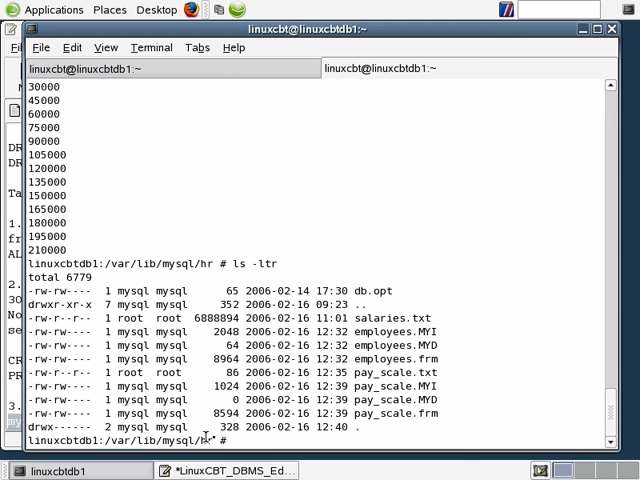 Applications Places Desktop
linuxcbt@linuxcbtdb1:~
File Edit View Terminal Tabs Help
linuxcbt@linuxcbtdb1:~ linuxcbt@linuxcbtdb1:~
30000
45000
60000
75000
90000
105000
120000
135000
150000
165000
180000
195000
210000
linuxcbtdb1:/var/lib/mysql/hr # ls -ltr
total 6779
-rw-rw---- 1 mysql mysql 65 2006-02-14 17:30 db.opt
drwxr-xr-x 7 mysql mysql 352 2006-02-16 09:23 ..
-rw-r--r-- 1 root root 6888894 2006-02-16 11:01 salaries.txt
-rw-rw---- 1 mysql mysql 2048 2006-02-16 12:32 employees.MYI
-rw-rw---- 1 mysql mysql 64 2006-02-16 12:32 employees.MYD
-rw-rw---- 1 mysql mysql 8964 2006-02-16 12:32 employees.frm
-rw-r--r-- 1 root root 86 2006-02-16 12:35 pay_scale.txt
-rw-rw---- 1 mysql mysql 1024 2006-02-16 12:39 pay_scale.MYI
-rw-rw---- 1 mysql mysql 0 2006-02-16 12:39 pay_scale.MYD
-rw-rw---- 1 mysql mysql 8594 2006-02-16 12:39 pay_scale.frm
drwx------ 2 mysql mysql 328 2006-02-16 12:40 .
linuxcbtdb1:/var/lib/mysql/hr #
linuxcbtdb1 *LinuxCBT_DBMS_Ed...